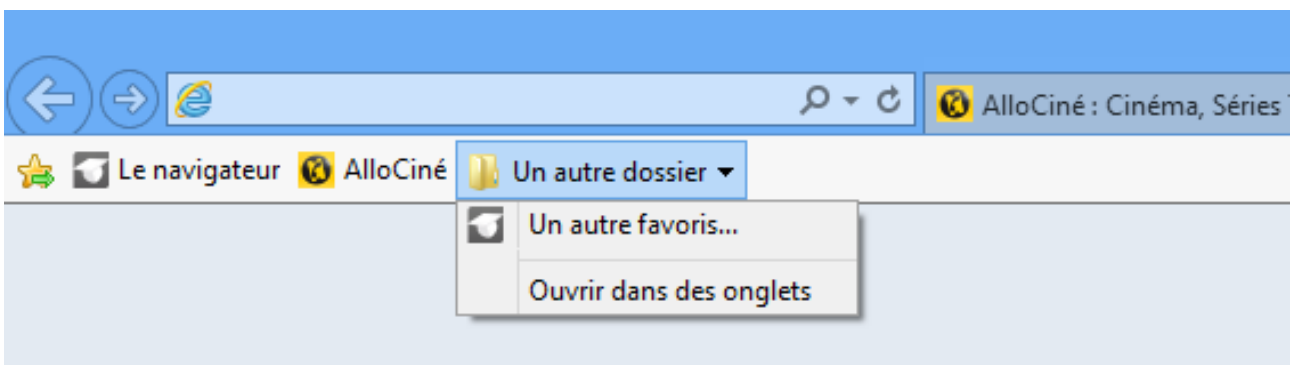 AlloCiné : Cinéma, Séries
Le navigateur AlloCiné Un autre dossier
Un autre favoris...
Ouvrir dans des onglets